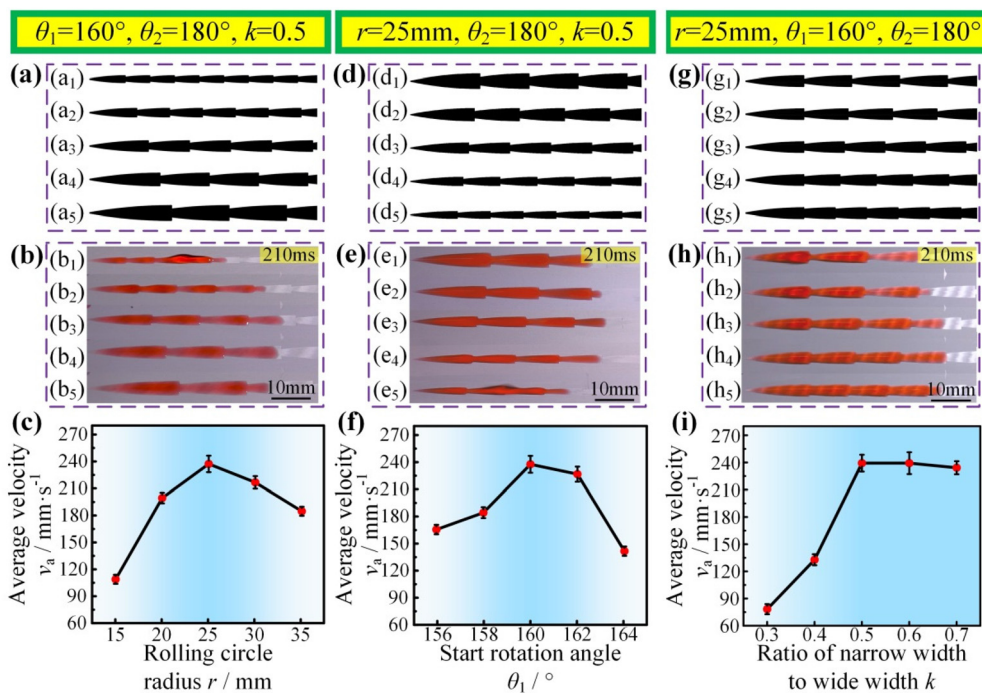 θ₁=160°, θ₂=180°, k=0.5
r=25mm, θ₂=180°, k=0.5
r=25mm, θ₁=160°, θ₂=180°
(a)
(a₁)
(a₂)
(a₃)
(a₄)
(a₅)
(d)
(d₁)
(d₂)
(d₃)
(d₄)
(d₅)
(g)
(g₁)
(g₂)
(g₃)
(g₄)
(g₅)
(b)
210ms
(b₁)
(b₂)
(b₃)
(b₄)
(b₅)
10mm
(e)
210ms
(e₁)
(e₂)
(e₃)
(e₄)
(e₅)
10mm
(h)
210ms
(h₁)
(h₂)
(h₃)
(h₄)
(h₅)
10mm
(c)
Average velocity
vₐ / mm·s⁻¹
270
240
210
180
150
120
90
60
15 20 25 30 35
Rolling circle
radius r / mm
(f)
Average velocity
vₐ / mm·s⁻¹
270
240
210
180
150
120
90
60
156 158 160 162 164
Start rotation angle
θ₁ / °
(i)
Average velocity
vₐ / mm·s⁻¹
270
240
210
180
150
120
90
60
0.3 0.4 0.5 0.6 0.7
Ratio of narrow width
to wide width k